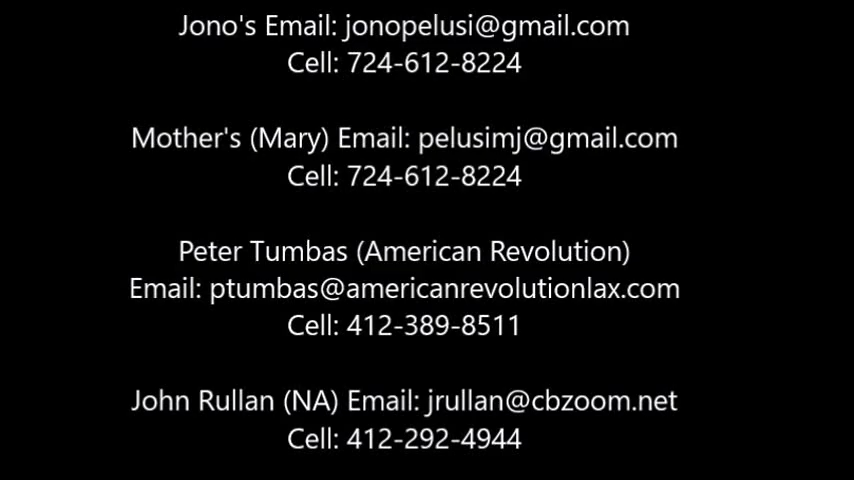 Jono's Email: jonopelusi@gmail.com
Cell: 724-612-8224
Mother's (Mary) Email: pelusimj@gmail.com
Cell: 724-612-8224
Peter Tumbas (American Revolution)
Email: ptumbas@americanrevolutionlax.com
Cell: 412-389-8511
John Rullan (NA) Email: jrullan@cbzoom.net
Cell: 412-292-4944